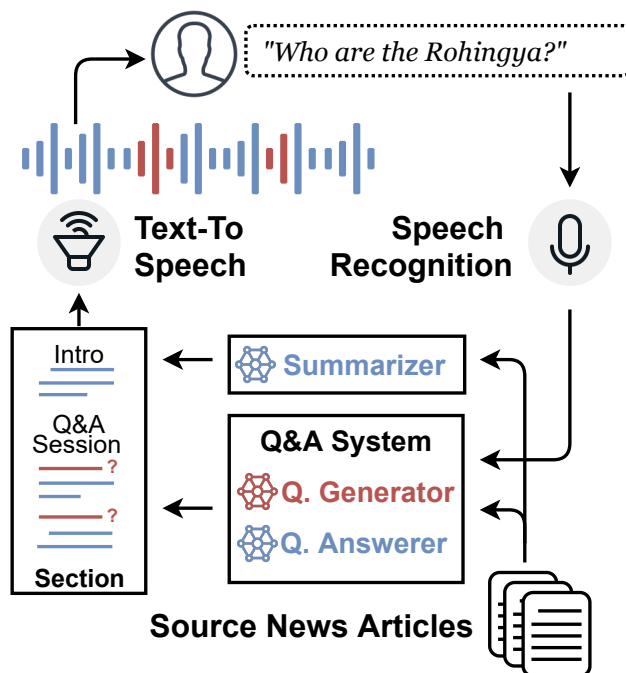 "Who are the Rohingya?"
Text-To
Speech
Speech
Recognition
Intro
Q&A
Session
?
?
Section
Summarizer
Q&A System
Q. Generator
Q. Answerer
Source News Articles